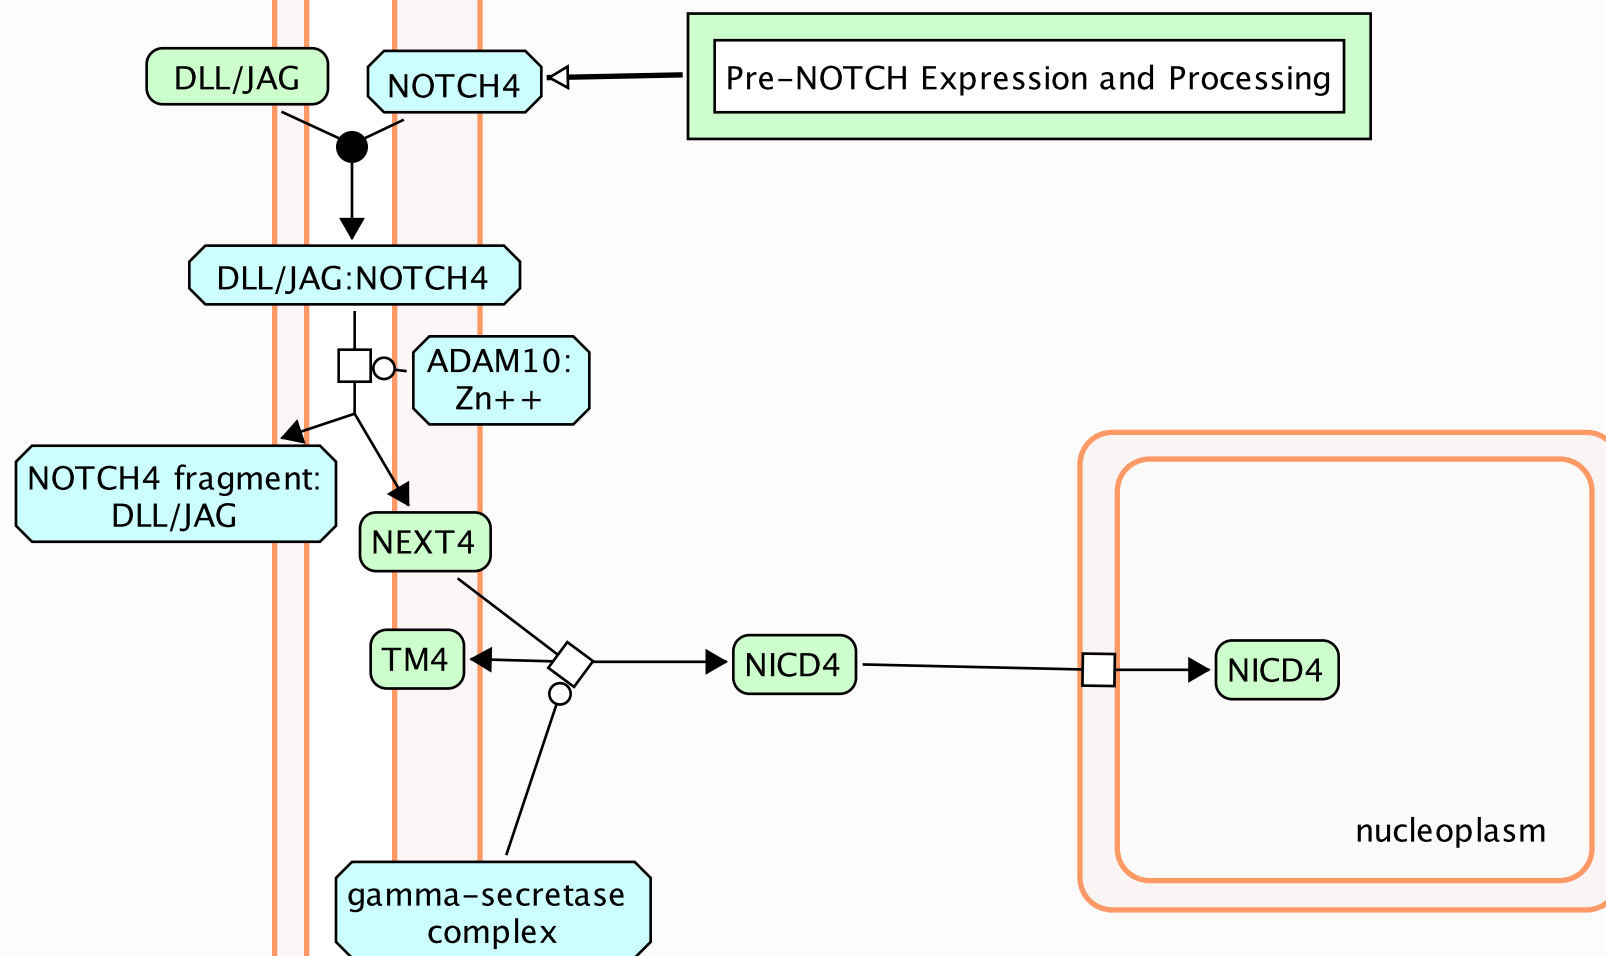 DLL/JAG
NOTCH4
Pre-NOTCH Expression and Processing
DLL/JAG:NOTCH4
ADAM10:
Zn++
NOTCH4 fragment:
DLL/JAG
NEXT4
TM4
NICD4
NICD4
nucleoplasm
gamma-secretase
complex